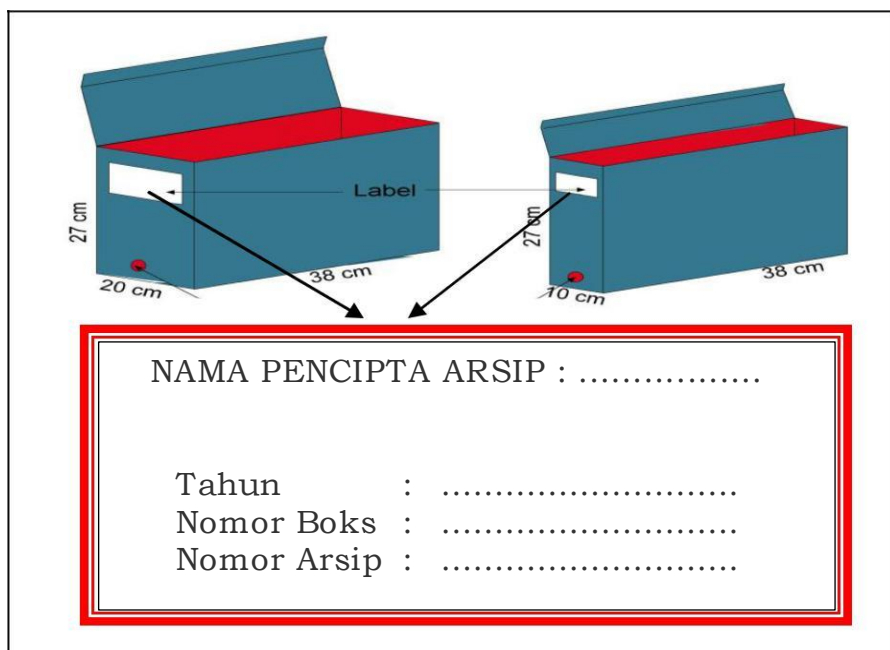 Label
27 cm
20 cm
38 cm
27 cm
10 cm
38 cm
NAMA PENCIPTA ARSIP : .................
Tahun : ............................
Nomor Boks : ............................
Nomor Arsip : ............................